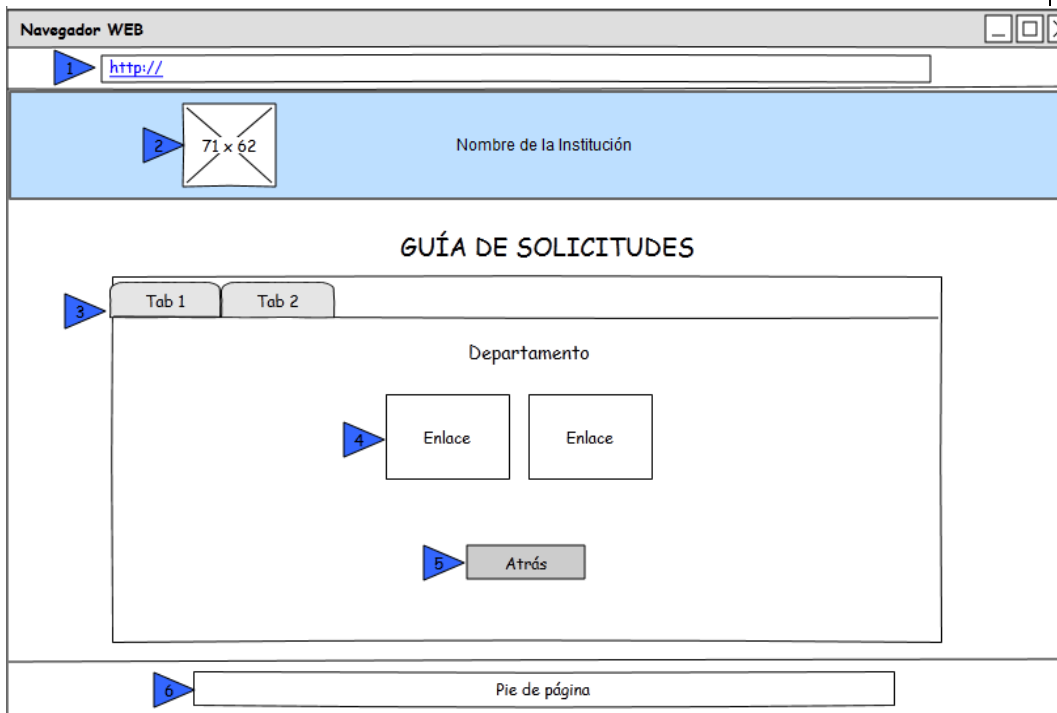 Navegador WEB
1 http://
2 71 x 62 Nombre de la Institución
GUÍA DE SOLICITUDES
3 Tab 1 Tab 2
Departamento
4 Enlace Enlace
5 Atrás
6 Pie de página